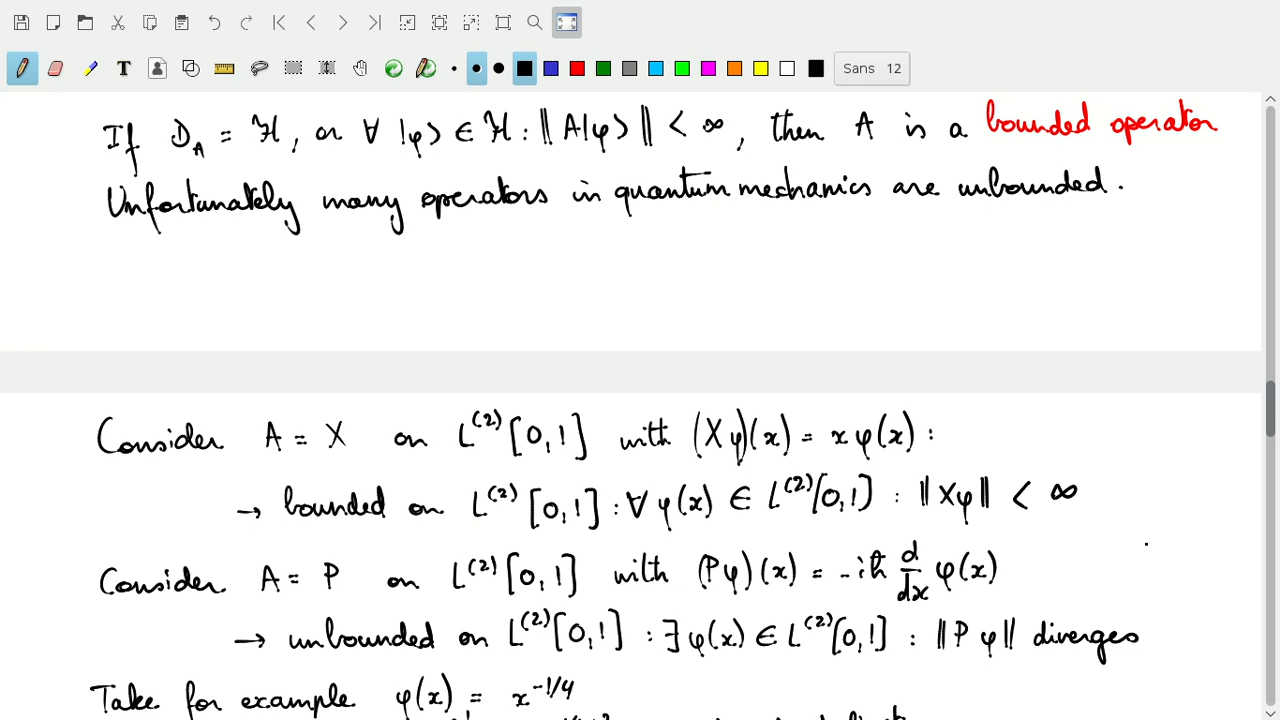 T
Sans 12
If D_A = ℋ, or ∀ |φ⟩ ∈ ℋ : ‖ A|φ⟩ ‖ < ∞, then A is a bounded operator
Unfortunately many operators in quantum mechanics are unbounded.
Consider A = X on L^(2)[0,1] with (Xφ)(x) = xφ(x) :
→ bounded on L^(2)[0,1] : ∀ φ(x) ∈ L^(2)[0,1] : ‖Xφ‖ < ∞
Consider A = P on L^(2)[0,1] with (Pφ)(x) = -iħ d/dx φ(x)
→ unbounded on L^(2)[0,1] : ∃ φ(x) ∈ L^(2)[0,1] : ‖P φ‖ diverges
Take for example φ(x) = x^-1/4